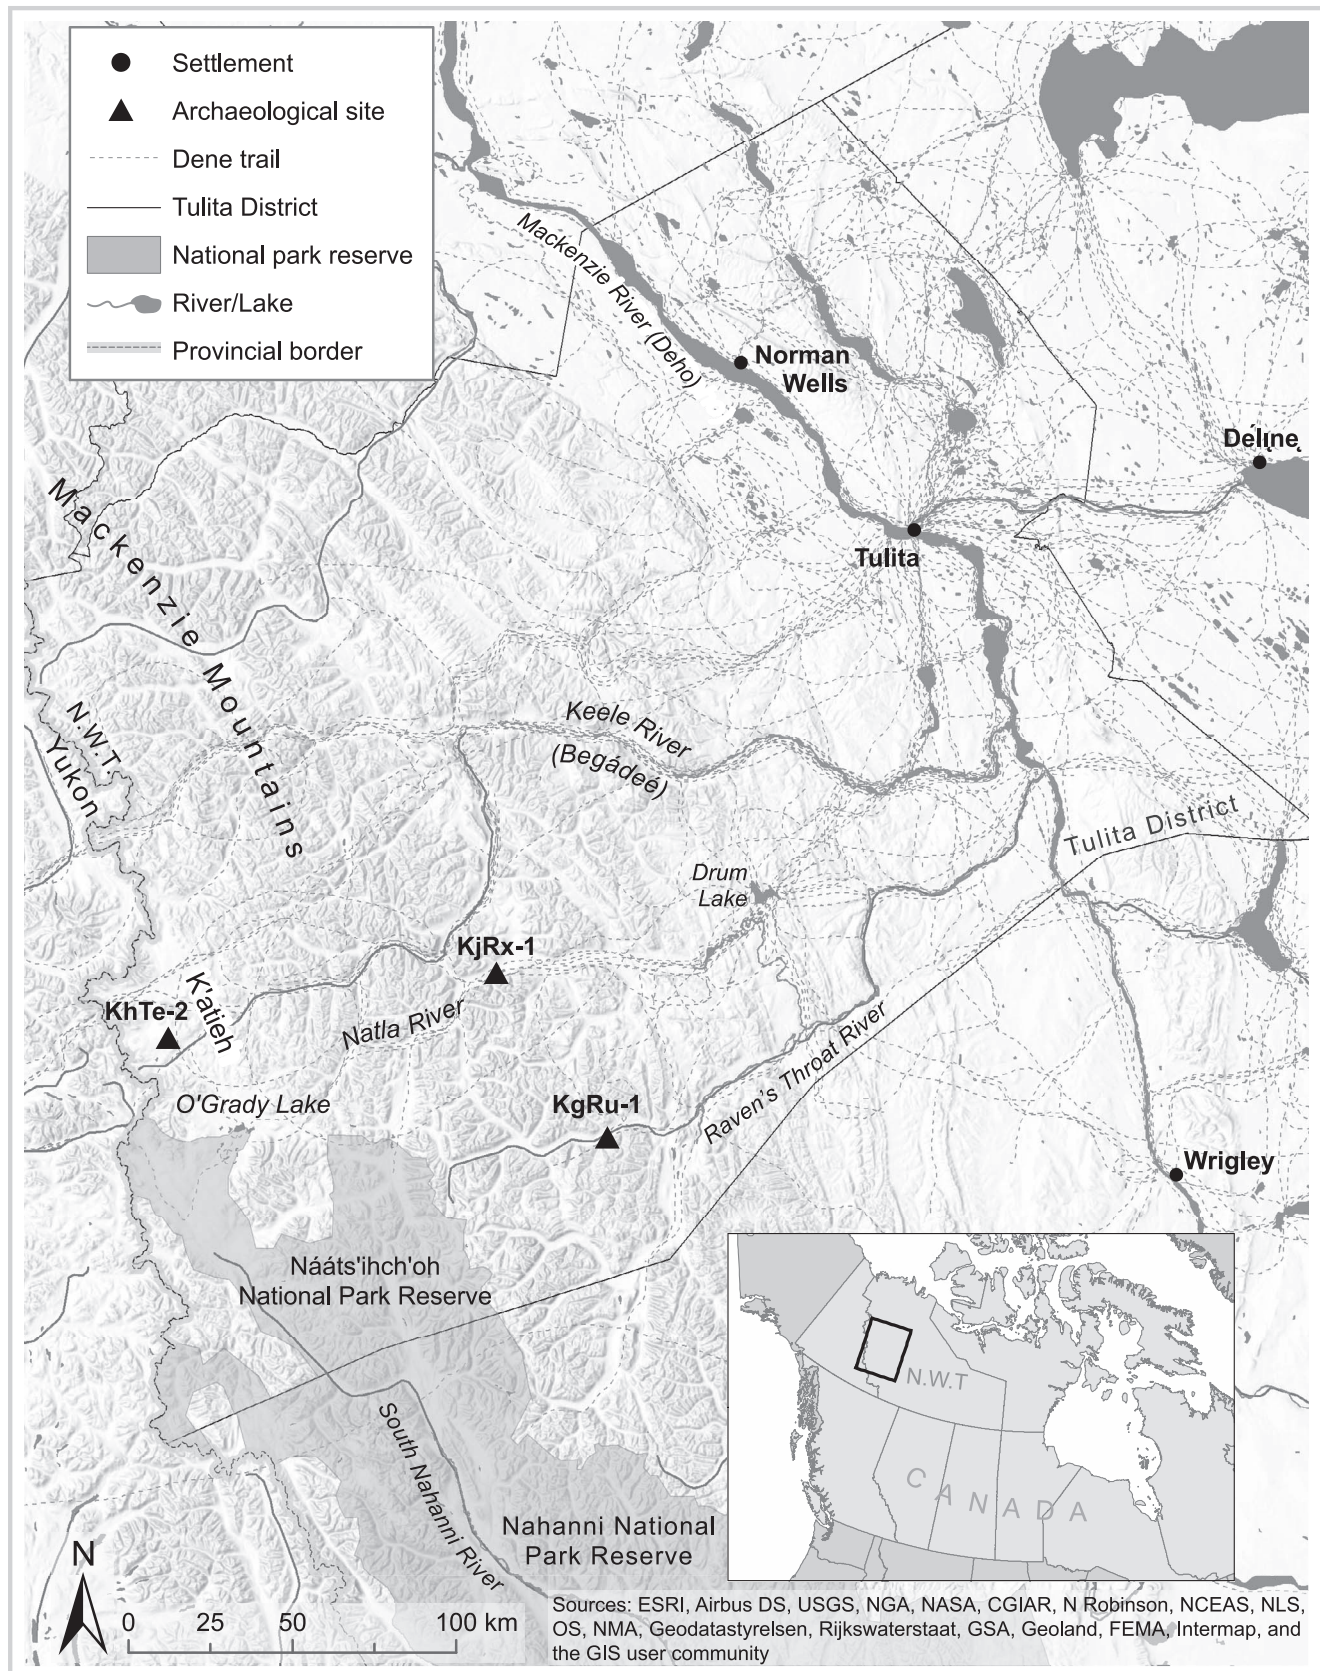 Settlement
Archaeological site
Dene trail
Tulita District
National park reserve
River/Lake
Provincial border
Mackenzie River (Deho)
Norman
Wells
Délı̨nę
Tulita
Mackenzie Mountains
N.W.T.
Yukon
Keele River
(Begádeé)
Tulita District
Drum
Lake
KjRx-1
KhTe-2
K'atieh
Natla River
O'Grady Lake
KgRu-1
Raven's Throat River
Wrigley
Nááts'ihch'oh
National Park Reserve
South Nahanni River
Nahanni National
Park Reserve
N.W.T
CANADA
N
0 25 50 100 km
Sources: ESRI, Airbus DS, USGS, NGA, NASA, CGIAR, N Robinson, NCEAS, NLS,
OS, NMA, Geodatastyrelsen, Rijkswaterstaat, GSA, Geoland, FEMA, Intermap, and
the GIS user community